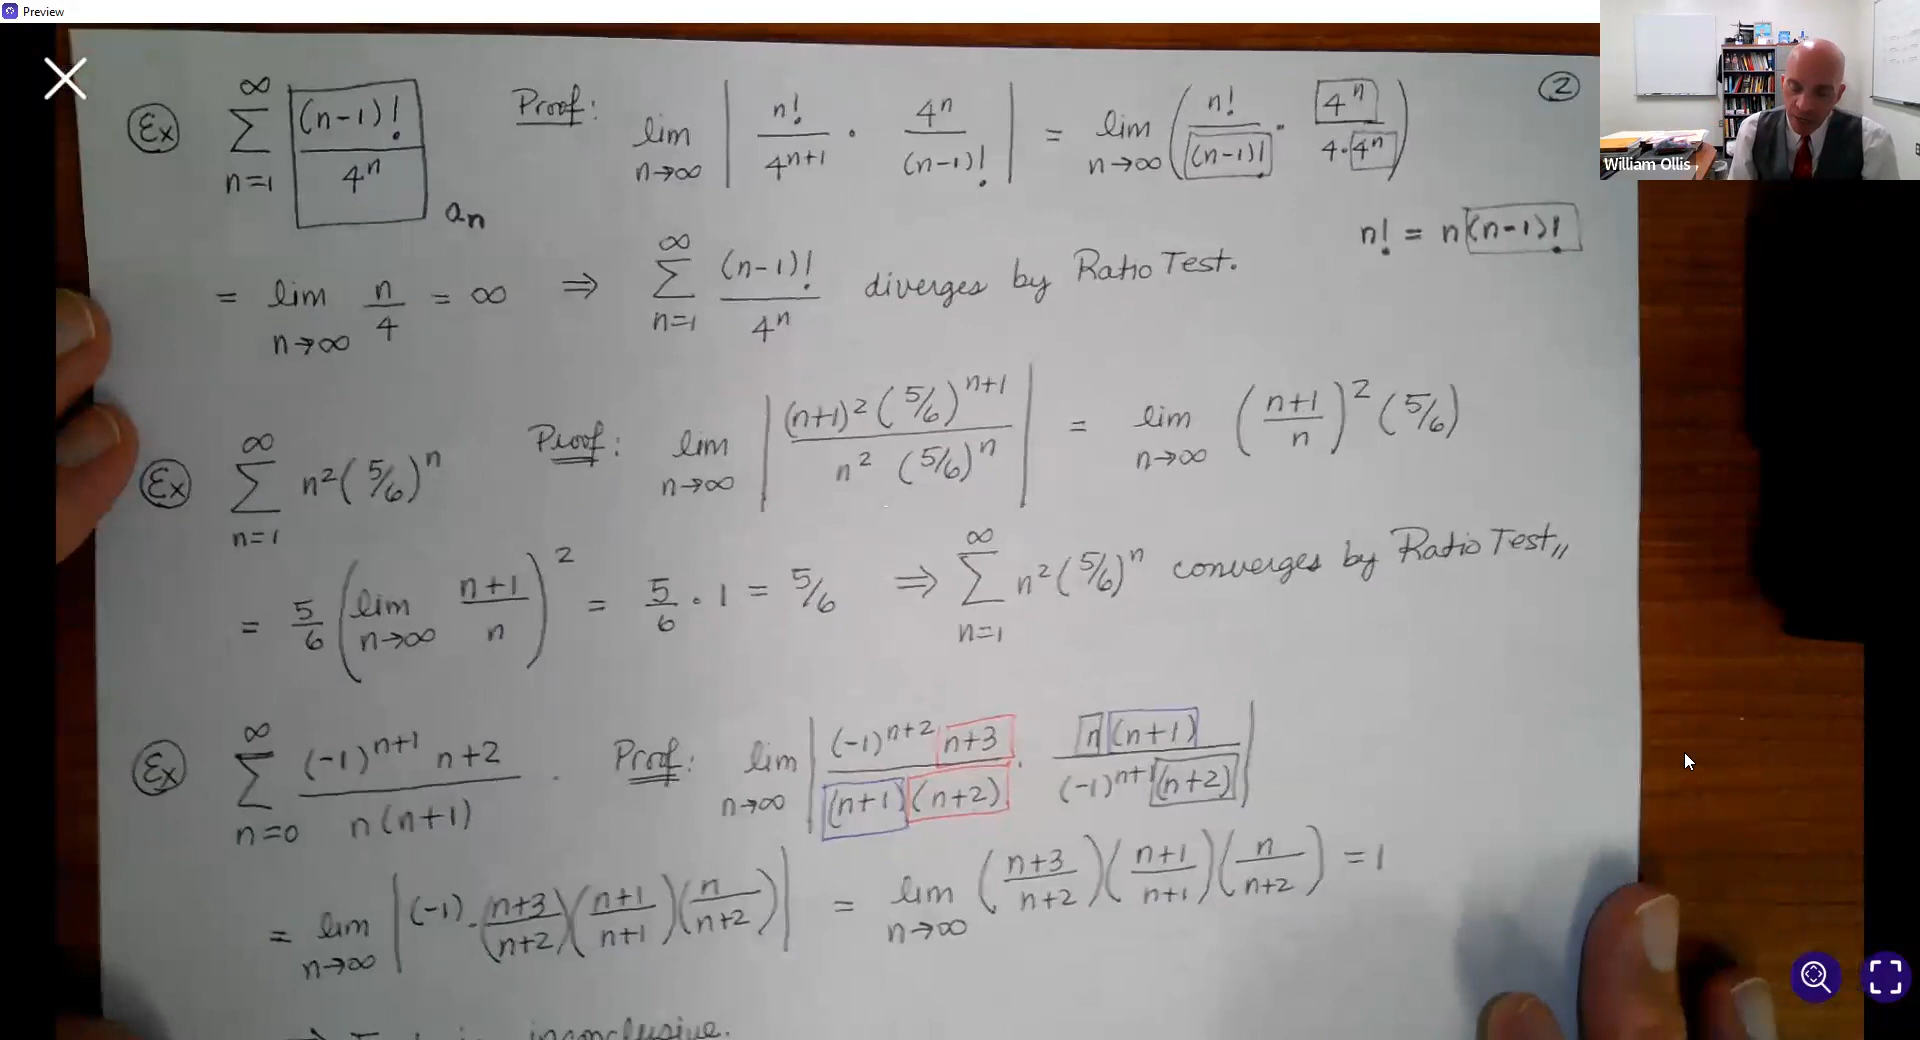 Preview
William Ollis
②
Ex ∑_{n=1}^{∞} (n-1)!/4^n a_n Proof: lim_{n→∞} | n!/4^{n+1} · 4^n/(n-1)! | = lim_{n→∞} ( n!/(n-1)! · 4^n/(4·4^n) )
n! = n(n-1)!
= lim_{n→∞} n/4 = ∞ ⇒ ∑_{n=1}^{∞} (n-1)!/4^n diverges by Ratio Test.
Ex ∑_{n=1}^{∞} n²(5/6)^n Proof: lim_{n→∞} | (n+1)²(5/6)^{n+1} / n² (5/6)^n | = lim_{n→∞} ((n+1)/n)² (5/6)
= 5/6 ( lim_{n→∞} (n+1)/n )² = 5/6 · 1 = 5/6 ⇒ ∑_{n=1}^{∞} n²(5/6)^n converges by Ratio Test,,
Ex ∑_{n=0}^{∞} (-1)^{n+1} n+2 / n(n+1) . Proof: lim_{n→∞} | (-1)^{n+2} n+3 / (n+1)(n+2) · n(n+1) / (-1)^{n+1}(n+2) |
= lim_{n→∞} | (-1) · (n+3)/(n+2) ((n+1)/(n+1)) (n/(n+2)) | = lim_{n→∞} ((n+3)/(n+2)) ((n+1)/(n+1)) (n/(n+2)) = 1
inconclusive.